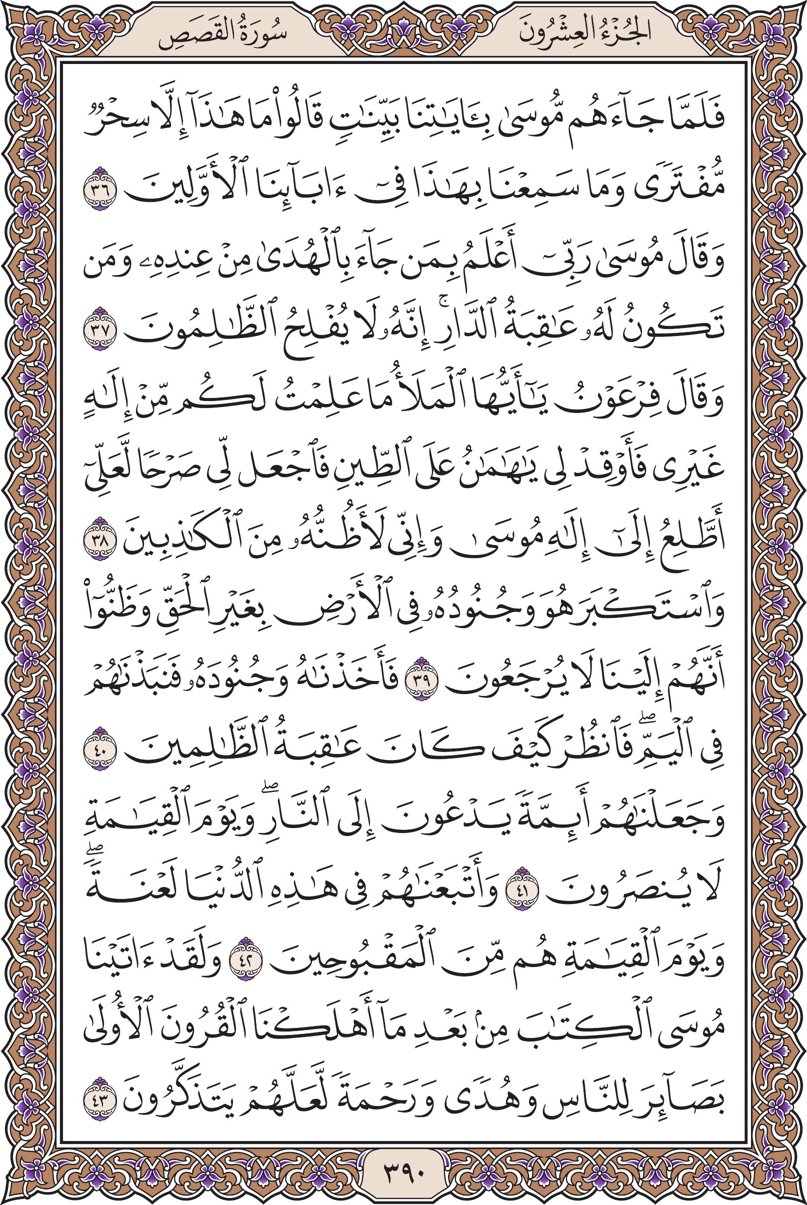 الجُزْءُ العِشْرُونَ
سُورَةُ القَصَصِ
فَلَمَّا جَآءَهُم مُّوسَىٰ بِـَٔايَٰتِنَا بَيِّنَٰتٖ قَالُواْ مَا هَٰذَآ إِلَّا سِحۡرٞ
مُّفۡتَرٗى وَمَا سَمِعۡنَا بِهَٰذَا فِيٓ ءَابَآئِنَا ٱلۡأَوَّلِينَ ٣٦
وَقَالَ مُوسَىٰ رَبِّيٓ أَعۡلَمُ بِمَن جَآءَ بِٱلۡهُدَىٰ مِنۡ عِندِهِۦ وَمَن
تَكُونُ لَهُۥ عَٰقِبَةُ ٱلدَّارِۚ إِنَّهُۥ لَا يُفۡلِحُ ٱلظَّٰلِمُونَ ٣٧
وَقَالَ فِرۡعَوۡنُ يَٰٓأَيُّهَا ٱلۡمَلَأُ مَا عَلِمۡتُ لَكُم مِّنۡ إِلَٰهٍ
غَيۡرِي فَأَوۡقِدۡ لِي يَٰهَٰمَٰنُ عَلَى ٱلطِّينِ فَٱجۡعَل لِّي صَرۡحٗا لَّعَلِّيٓ
أَطَّلِعُ إِلَىٰٓ إِلَٰهِ مُوسَىٰ وَإِنِّي لَأَظُنُّهُۥ مِنَ ٱلۡكَٰذِبِينَ ٣٨
وَٱسۡتَكۡبَرَ هُوَ وَجُنُودُهُۥ فِي ٱلۡأَرۡضِ بِغَيۡرِ ٱلۡحَقِّ وَظَنُّوٓاْ
أَنَّهُمۡ إِلَيۡنَا لَا يُرۡجَعُونَ ٣٩ فَأَخَذۡنَٰهُ وَجُنُودَهُۥ فَنَبَذۡنَٰهُمۡ
فِي ٱلۡيَمِّۖ فَٱنظُرۡ كَيۡفَ كَانَ عَٰقِبَةُ ٱلظَّٰلِمِينَ ٤٠
وَجَعَلۡنَٰهُمۡ أَئِمَّةٗ يَدۡعُونَ إِلَى ٱلنَّارِۖ وَيَوۡمَ ٱلۡقِيَٰمَةِ
لَا يُنصَرُونَ ٤١ وَأَتۡبَعۡنَٰهُمۡ فِي هَٰذِهِ ٱلدُّنۡيَا لَعۡنَةٗۖ
وَيَوۡمَ ٱلۡقِيَٰمَةِ هُم مِّنَ ٱلۡمَقۡبُوحِينَ ٤٢ وَلَقَدۡ ءَاتَيۡنَا
مُوسَى ٱلۡكِتَٰبَ مِنۢ بَعۡدِ مَآ أَهۡلَكۡنَا ٱلۡقُرُونَ ٱلۡأُولَىٰ
بَصَآئِرَ لِلنَّاسِ وَهُدٗى وَرَحۡمَةٗ لَّعَلَّهُمۡ يَتَذَكَّرُونَ ٤٣
٣٩٠